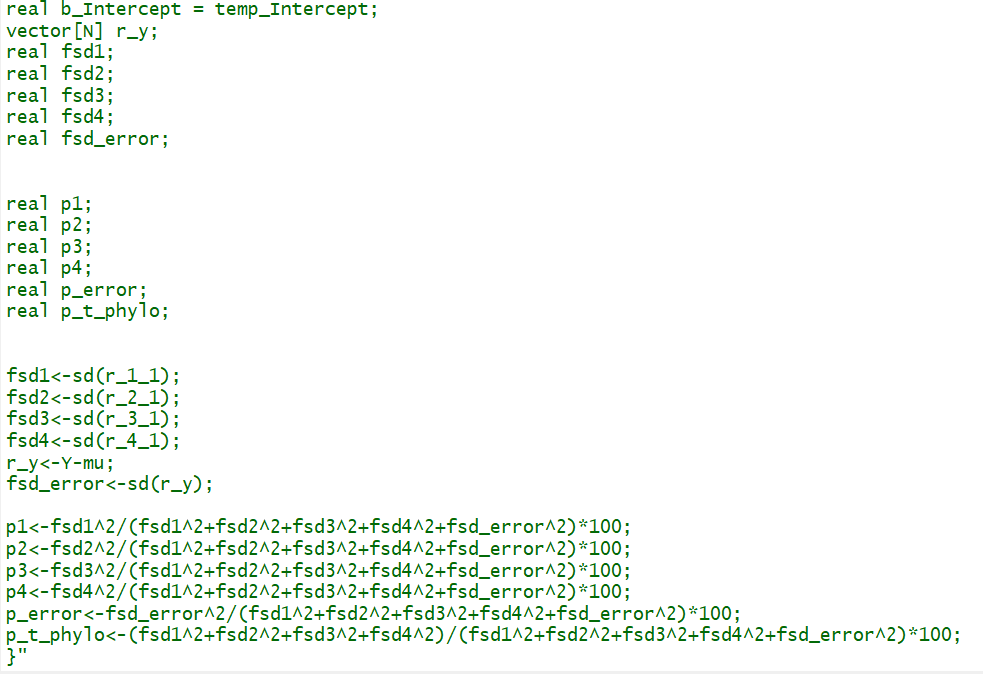 real b_Intercept = temp_Intercept;
vector[N] r_y;
real fsd1;
real fsd2;
real fsd3;
real fsd4;
real fsd_error;
real p1;
real p2;
real p3;
real p4;
real p_error;
real p_t_phylo;
fsd1<-sd(r_1_1);
fsd2<-sd(r_2_1);
fsd3<-sd(r_3_1);
fsd4<-sd(r_4_1);
r_y<-Y-mu;
fsd_error<-sd(r_y);
p1<-fsd1^2/(fsd1^2+fsd2^2+fsd3^2+fsd4^2+fsd_error^2)*100;
p2<-fsd2^2/(fsd1^2+fsd2^2+fsd3^2+fsd4^2+fsd_error^2)*100;
p3<-fsd3^2/(fsd1^2+fsd2^2+fsd3^2+fsd4^2+fsd_error^2)*100;
p4<-fsd4^2/(fsd1^2+fsd2^2+fsd3^2+fsd4^2+fsd_error^2)*100;
p_error<-fsd_error^2/(fsd1^2+fsd2^2+fsd3^2+fsd4^2+fsd_error^2)*100;
p_t_phylo<-(fsd1^2+fsd2^2+fsd3^2+fsd4^2)/(fsd1^2+fsd2^2+fsd3^2+fsd4^2+fsd_error^2)*100;
}"